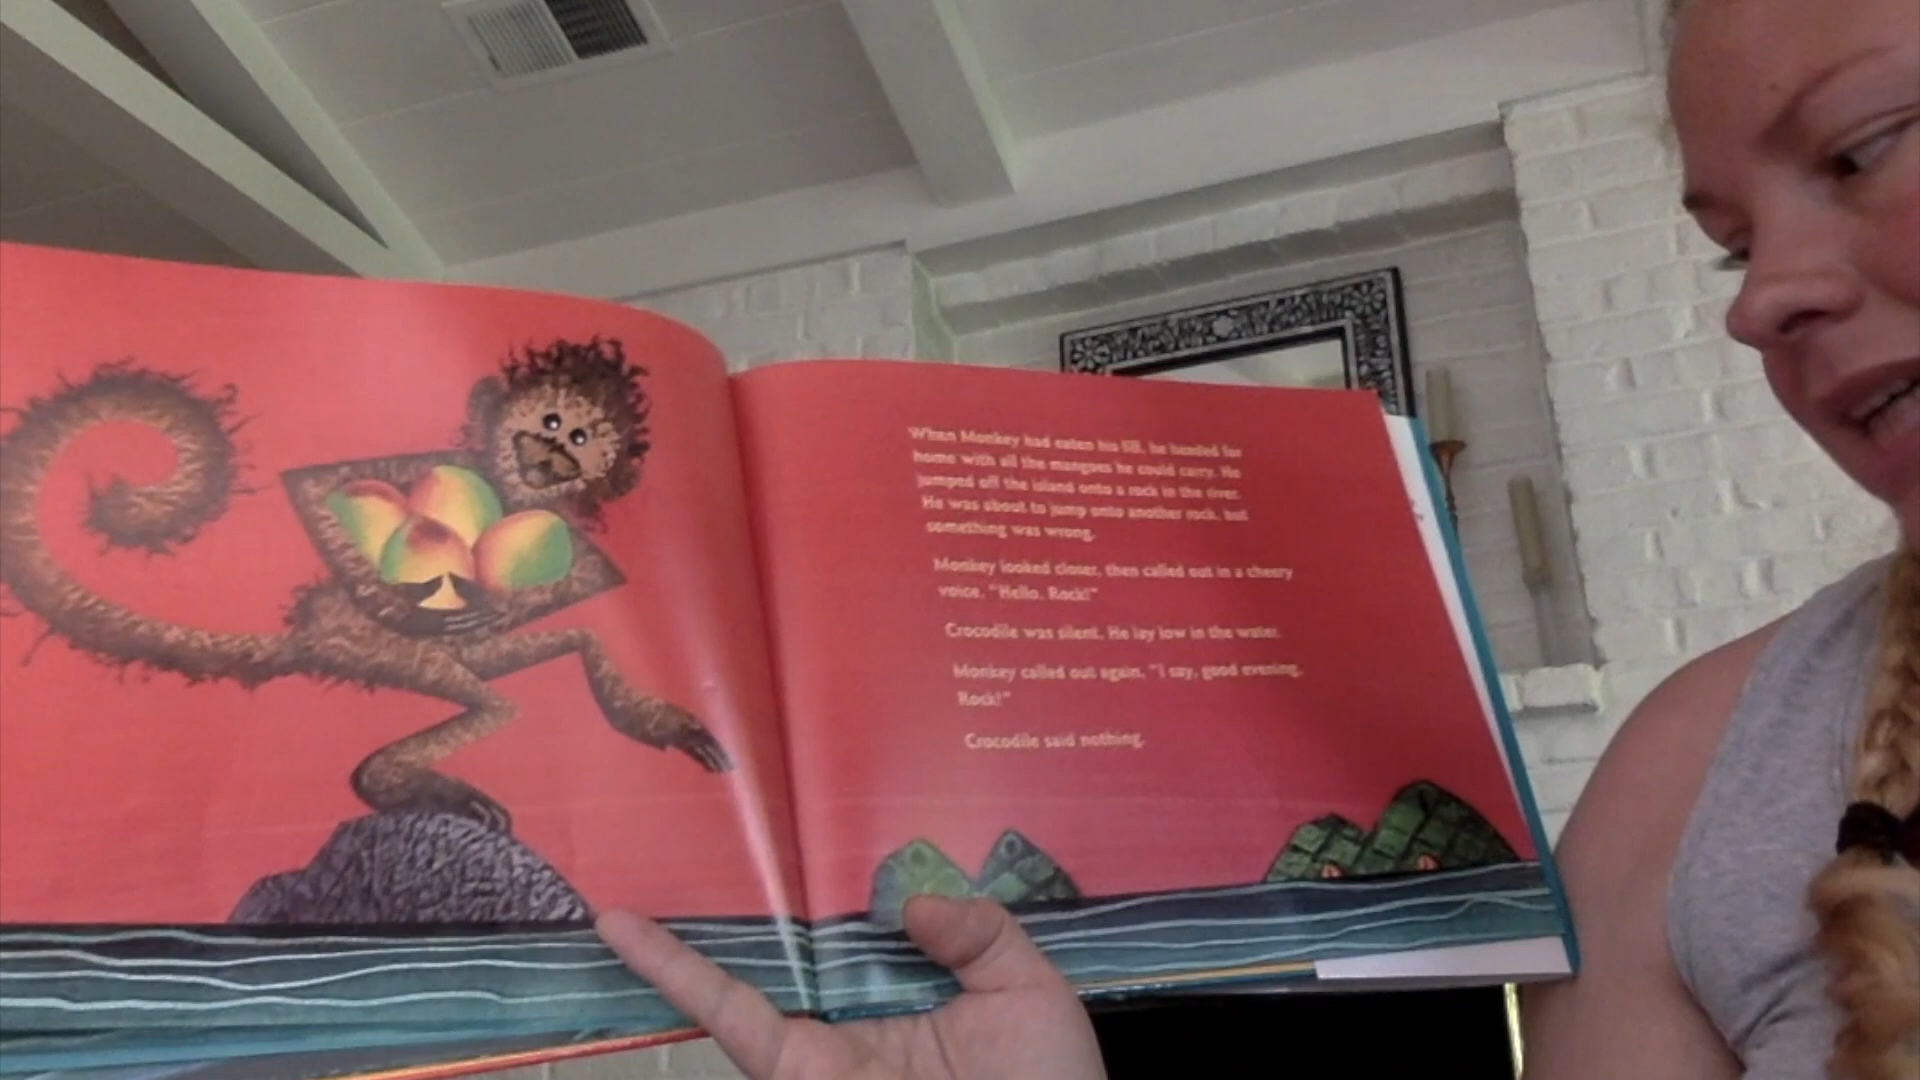 When Monkey had eaten his fill, he headed for
home with all the mangoes he could carry. He
jumped off the island onto a rock in the river.
He was about to jump onto another rock, but
something was wrong.
Monkey looked closer, then called out in a cheery
voice, "Hello, Rock!"
Crocodile was silent. He lay low in the water.
Monkey called out again, "I say, good evening,
Rock!"
Crocodile said nothing.